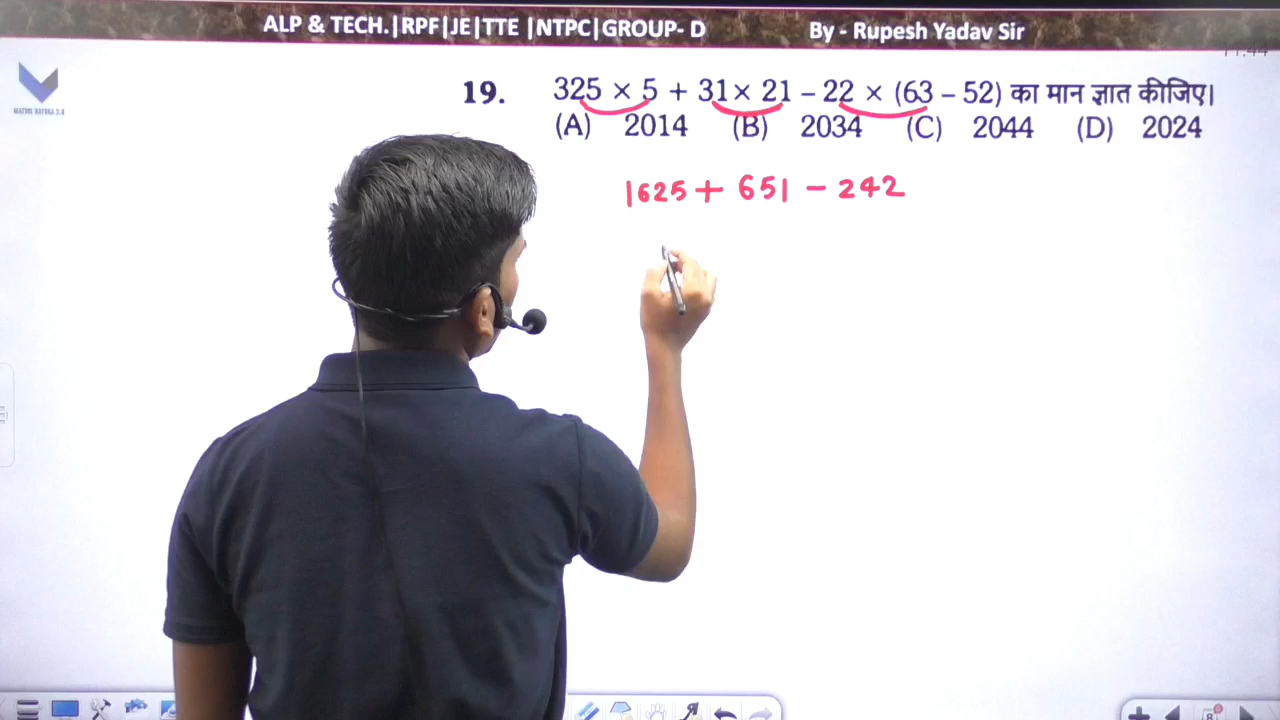 ALP & TECH.|RPF|JE|TTE |NTPC|GROUP- D By - Rupesh Yadav Sir
19. 325 × 5 + 31 × 21 – 22 × (63 – 52) का मान ज्ञात कीजिए।
(A) 2014 (B) 2034 (C) 2044 (D) 2024
1625 + 651 - 242